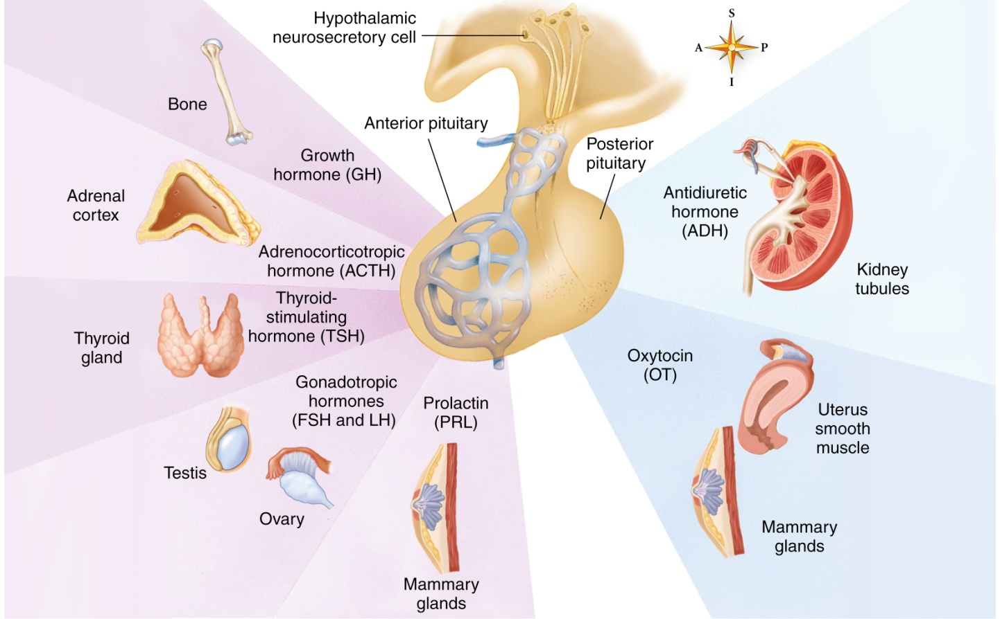 Hypothalamic
neurosecretory cell
S
A
P
I
Bone
Anterior pituitary
Posterior
pituitary
Growth
hormone (GH)
Adrenal
cortex
Antidiuretic
hormone
(ADH)
Adrenocorticotropic
hormone (ACTH)
Kidney
tubules
Thyroid-
stimulating
hormone (TSH)
Thyroid
gland
Oxytocin
(OT)
Gonadotropic
hormones
(FSH and LH)
Prolactin
(PRL)
Uterus
smooth
muscle
Testis
Ovary
Mammary
glands
Mammary
glands